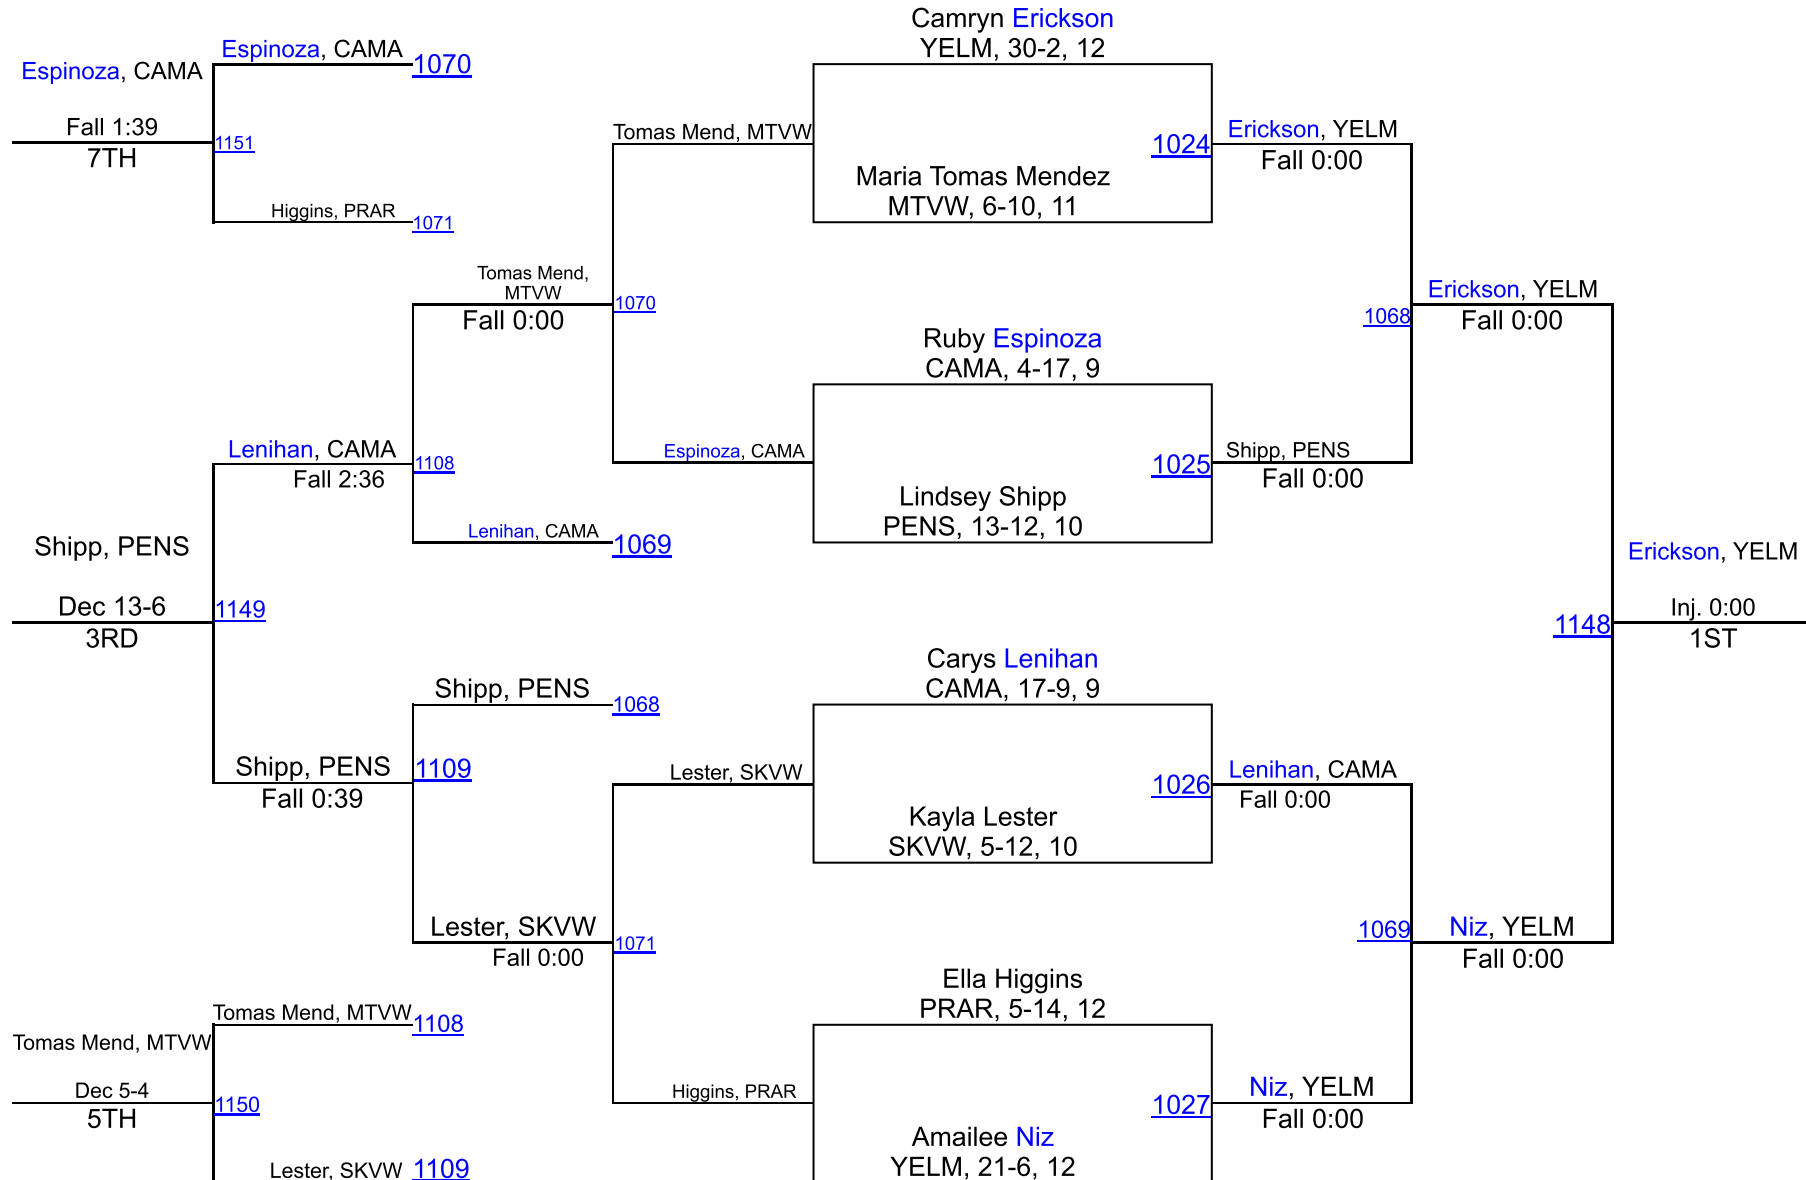 Camryn Erickson
YELM, 30-2, 12
Espinoza, CAMA
1070
Espinoza, CAMA
Fall 1:39
7TH
1151
Higgins, PRAR
1071
Tomas Mend, MTVW
1024
Erickson, YELM
Fall 0:00
Maria Tomas Mendez
MTVW, 6-10, 11
Tomas Mend,
MTVW
Fall 0:00
1070
Erickson, YELM
1068
Fall 0:00
Ruby Espinoza
CAMA, 4-17, 9
Lenihan, CAMA
1108
Fall 2:36
Espinoza, CAMA
1025
Shipp, PENS
Fall 0:00
Lindsey Shipp
PENS, 13-12, 10
Lenihan, CAMA
1069
Shipp, PENS
Dec 13-6
3RD
1149
Erickson, YELM
Inj. 0:00
1ST
1148
Carys Lenihan
CAMA, 17-9, 9
Shipp, PENS
1068
Shipp, PENS
Fall 0:39
1109
Lester, SKVW
1026
Lenihan, CAMA
Fall 0:00
Kayla Lester
SKVW, 5-12, 10
Lester, SKVW
Fall 0:00
1071
1069
Niz, YELM
Fall 0:00
Ella Higgins
PRAR, 5-14, 12
Tomas Mend, MTVW
1108
Tomas Mend, MTVW
Dec 5-4
5TH
1150
Higgins, PRAR
1027
Niz, YELM
Fall 0:00
Amailee Niz
YELM, 21-6, 12
Lester, SKVW
1109